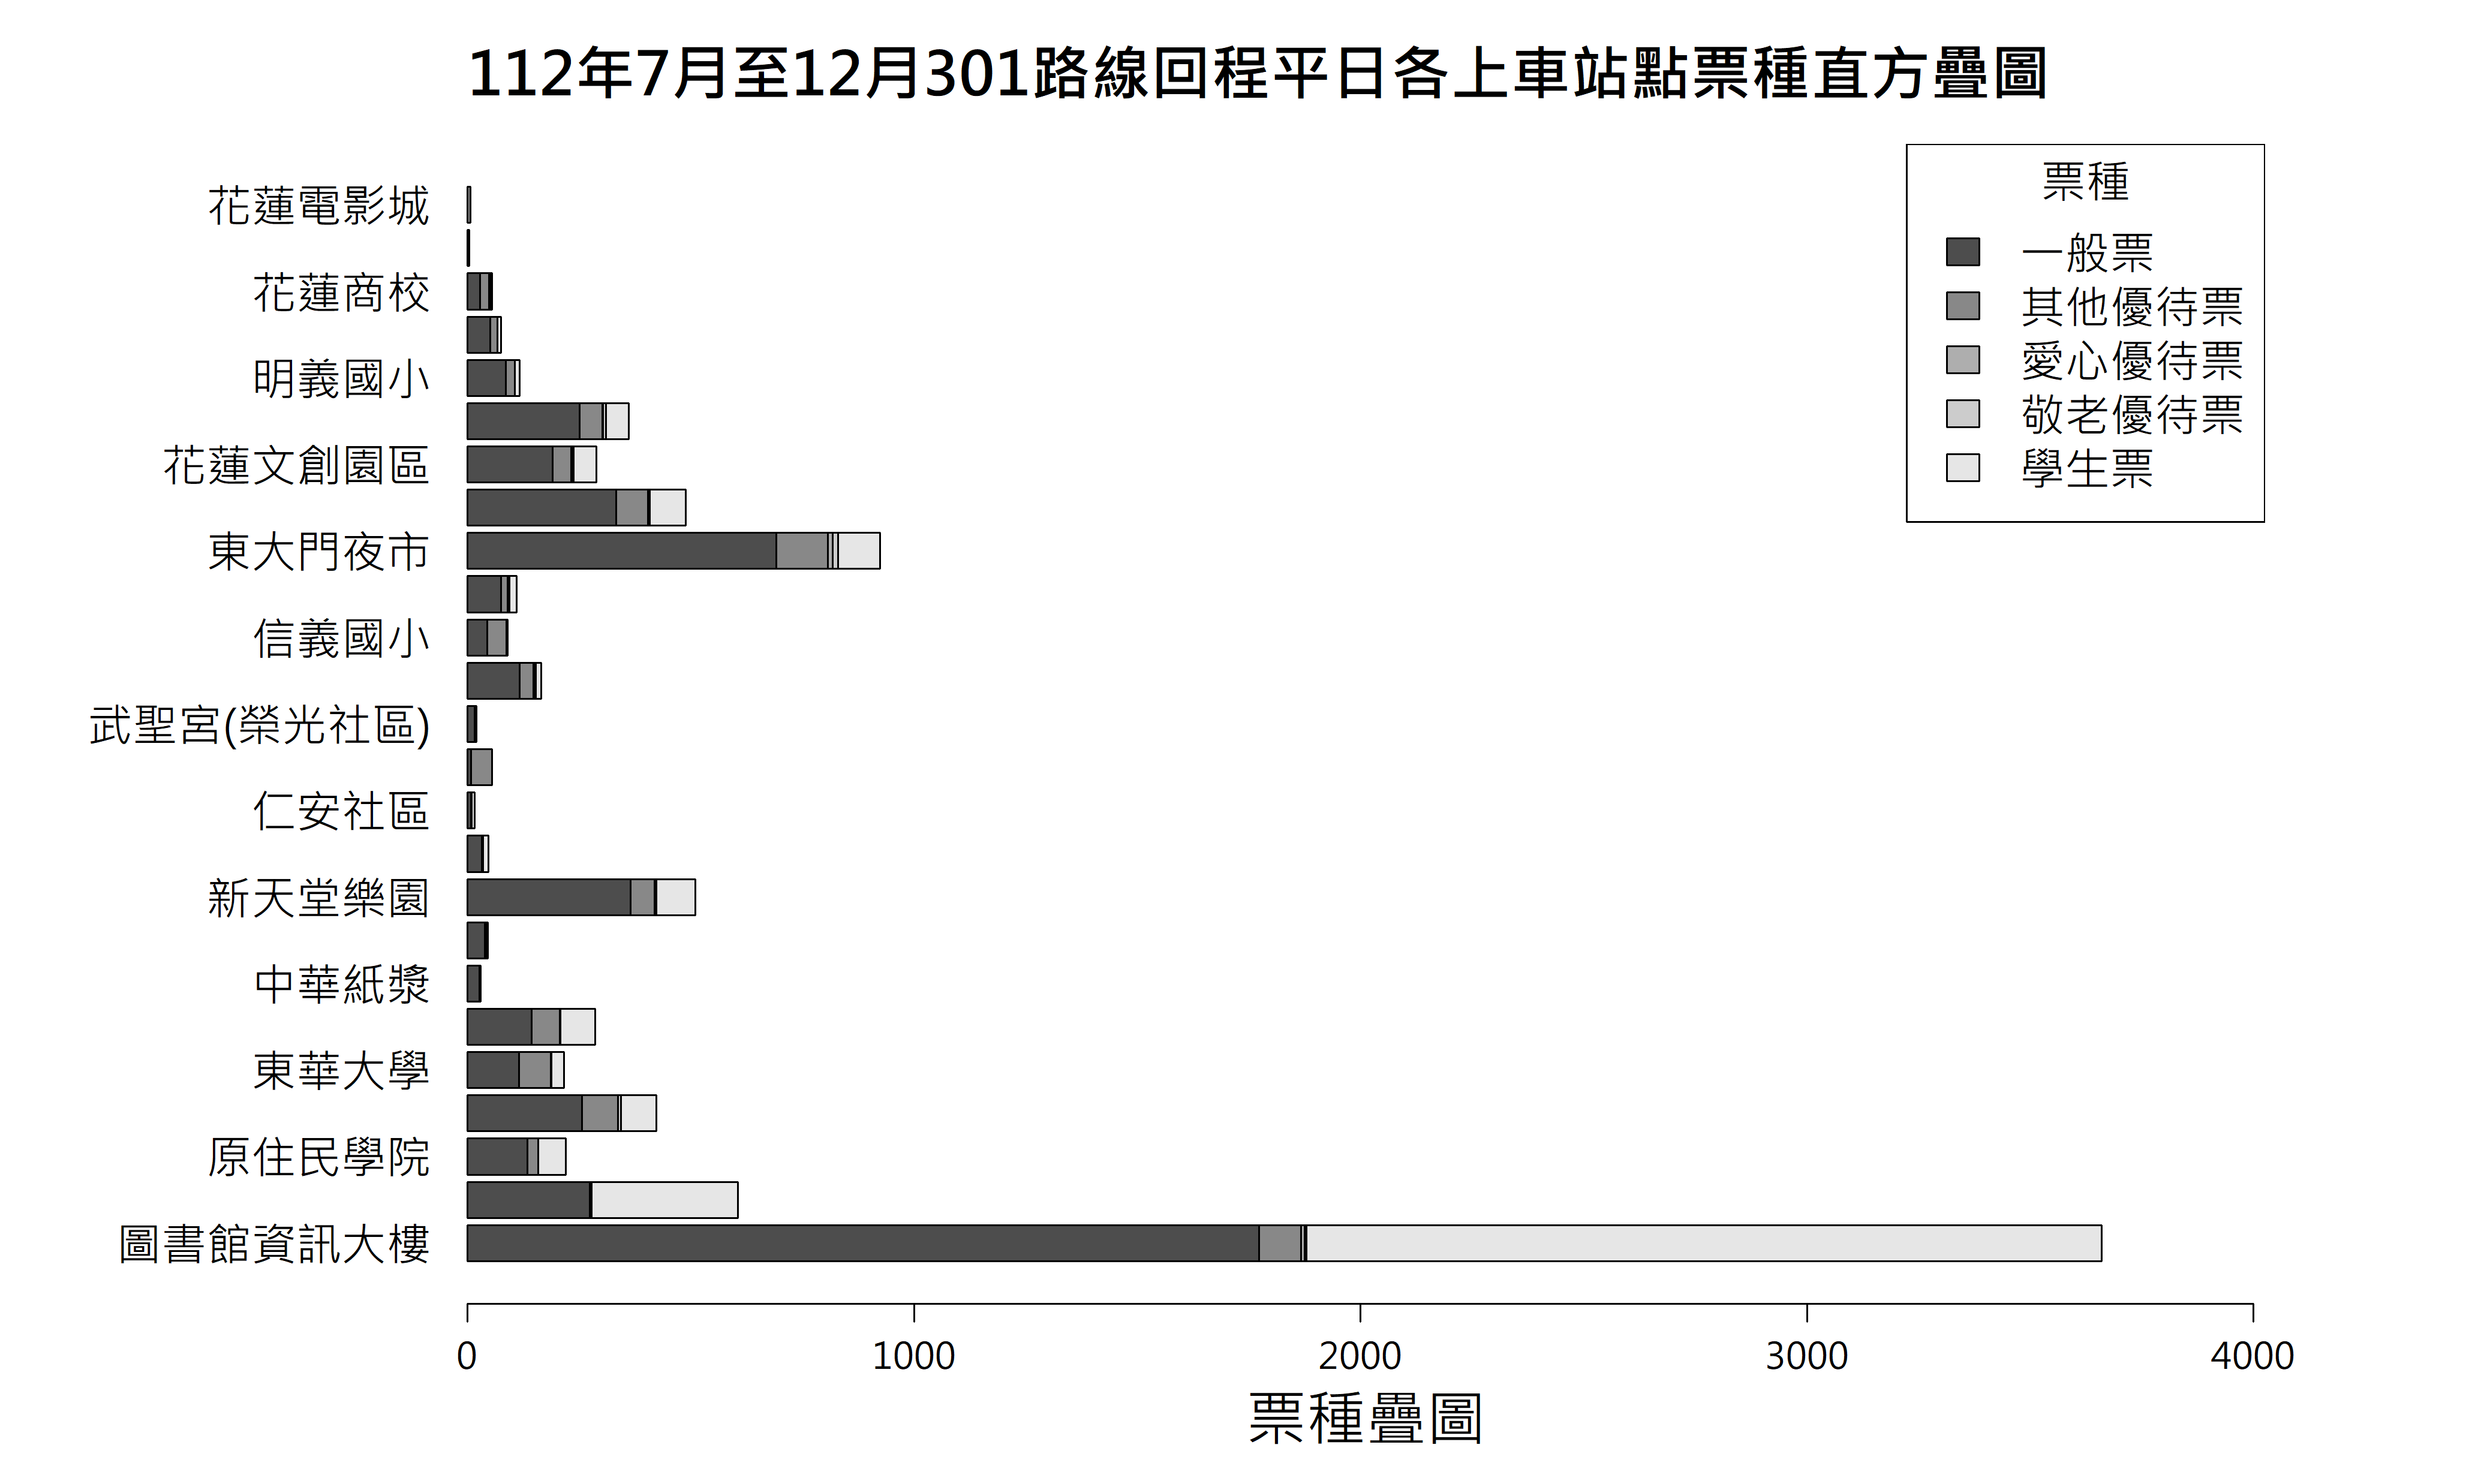 112年7月至12月301路線回程平日各上車站點票種直方疊圖
票種
一般票
其他優待票
愛心優待票
敬老優待票
學生票
花蓮電影城
花蓮商校
明義國小
花蓮文創園區
東大門夜市
信義國小
武聖宮(榮光社區)
仁安社區
新天堂樂園
中華紙漿
東華大學
原住民學院
圖書館資訊大樓
0 1000 2000 3000 4000
票種疊圖